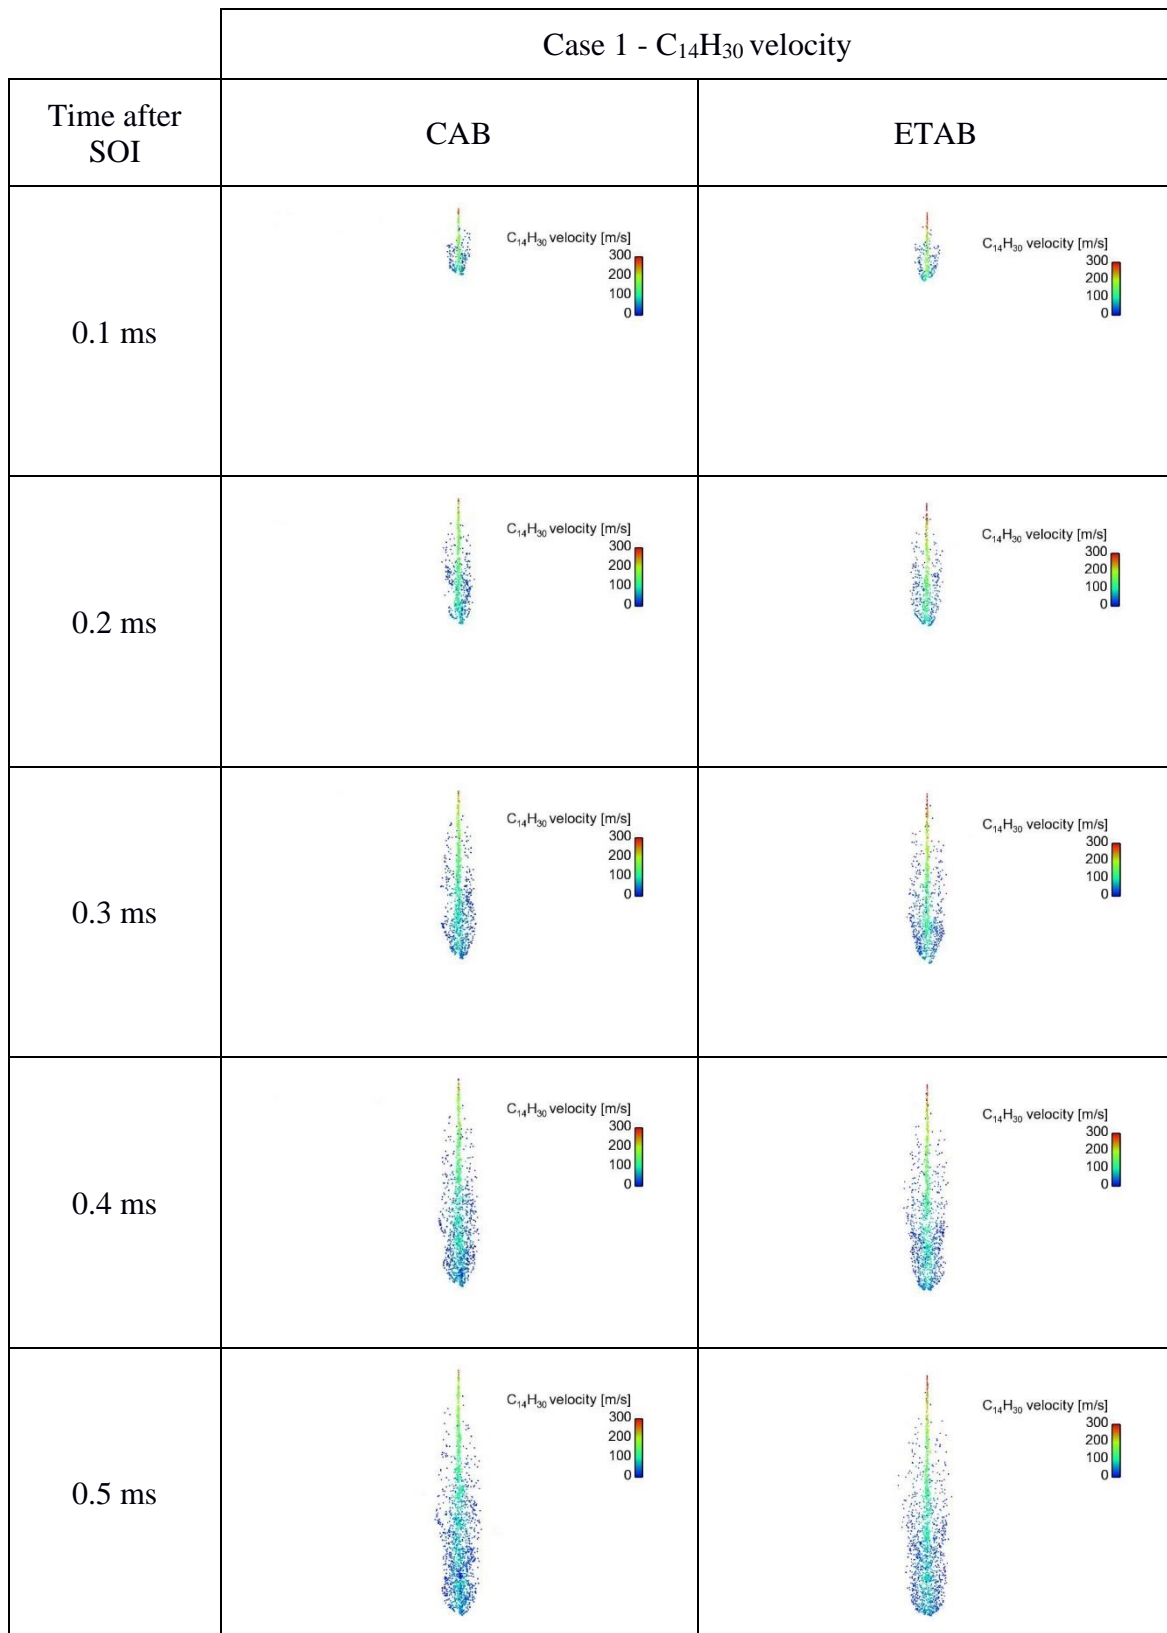 Case 1 - C₁₄H₃₀ velocity
Time after
SOI
CAB
ETAB
0.1 ms
C₁₄H₃₀ velocity [m/s]
300
200
100
0
C₁₄H₃₀ velocity [m/s]
300
200
100
0
0.2 ms
C₁₄H₃₀ velocity [m/s]
300
200
100
0
C₁₄H₃₀ velocity [m/s]
300
200
100
0
0.3 ms
C₁₄H₃₀ velocity [m/s]
300
200
100
0
C₁₄H₃₀ velocity [m/s]
300
200
100
0
0.4 ms
C₁₄H₃₀ velocity [m/s]
300
200
100
0
C₁₄H₃₀ velocity [m/s]
300
200
100
0
0.5 ms
C₁₄H₃₀ velocity [m/s]
300
200
100
0
C₁₄H₃₀ velocity [m/s]
300
200
100
0